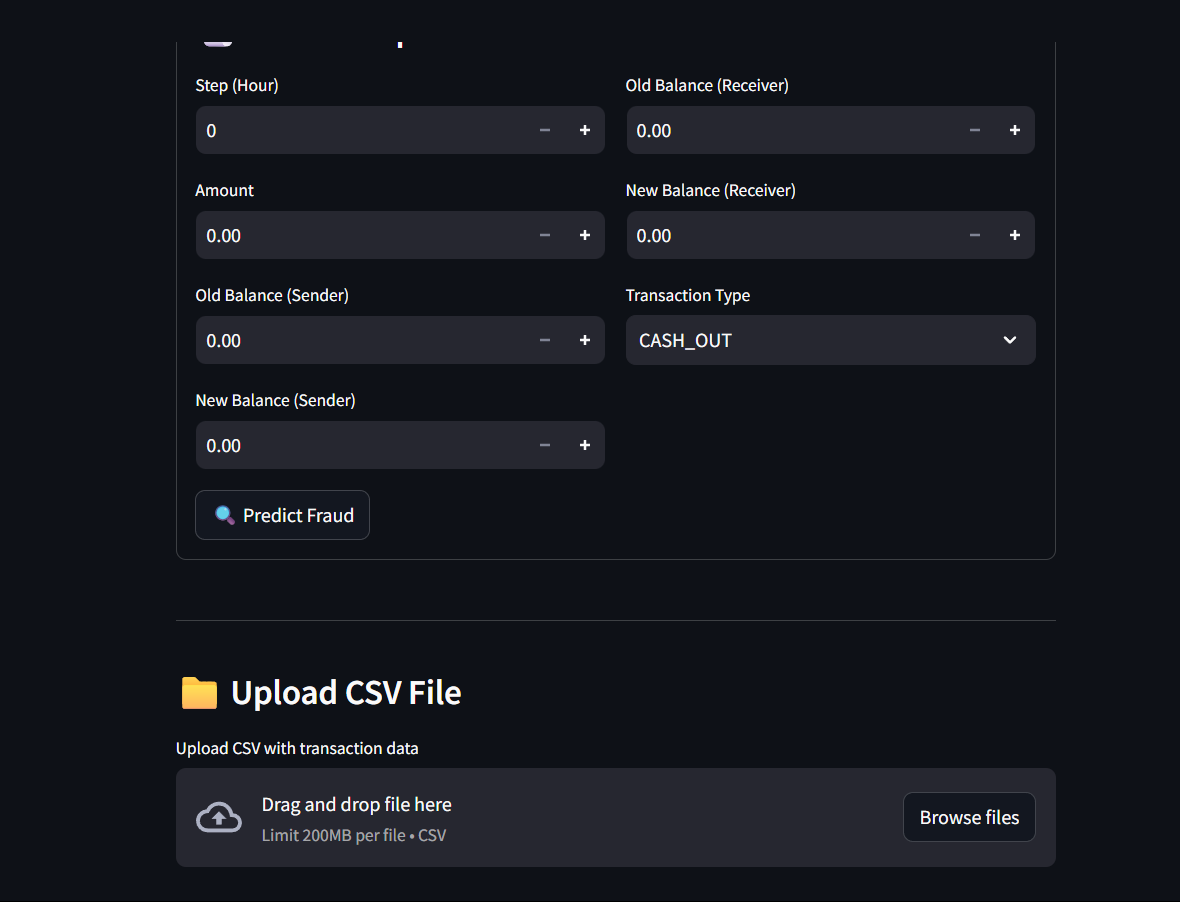 Step (Hour)
0
Amount
0.00
Old Balance (Sender)
0.00
New Balance (Sender)
0.00
Old Balance (Receiver)
0.00
New Balance (Receiver)
0.00
Transaction Type
CASH_OUT
Predict Fraud
Upload CSV File
Upload CSV with transaction data
Drag and drop file here
Limit 200MB per file • CSV
Browse files